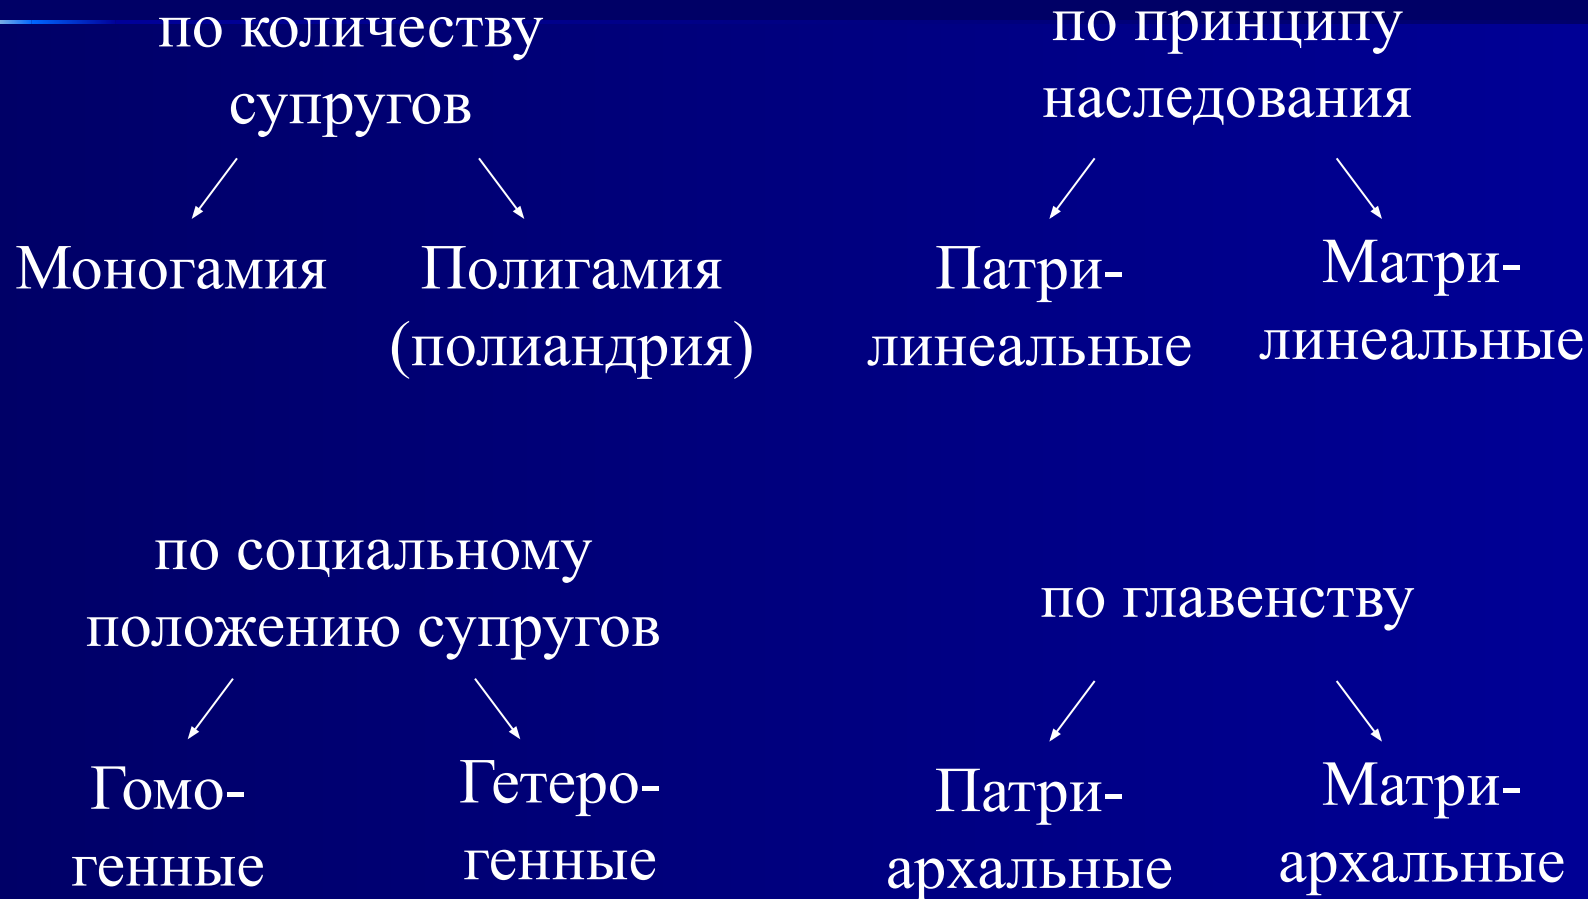 по количеству
супругов
Моногамия
Полигамия
(полиандрия)
по принципу
наследования
Патри-
линеальные
Матри-
линеальные
по социальному
положению супругов
Гомо-
генные
Гетеро-
генные
по главенству
Патри-
архальные
Матри-
архальные